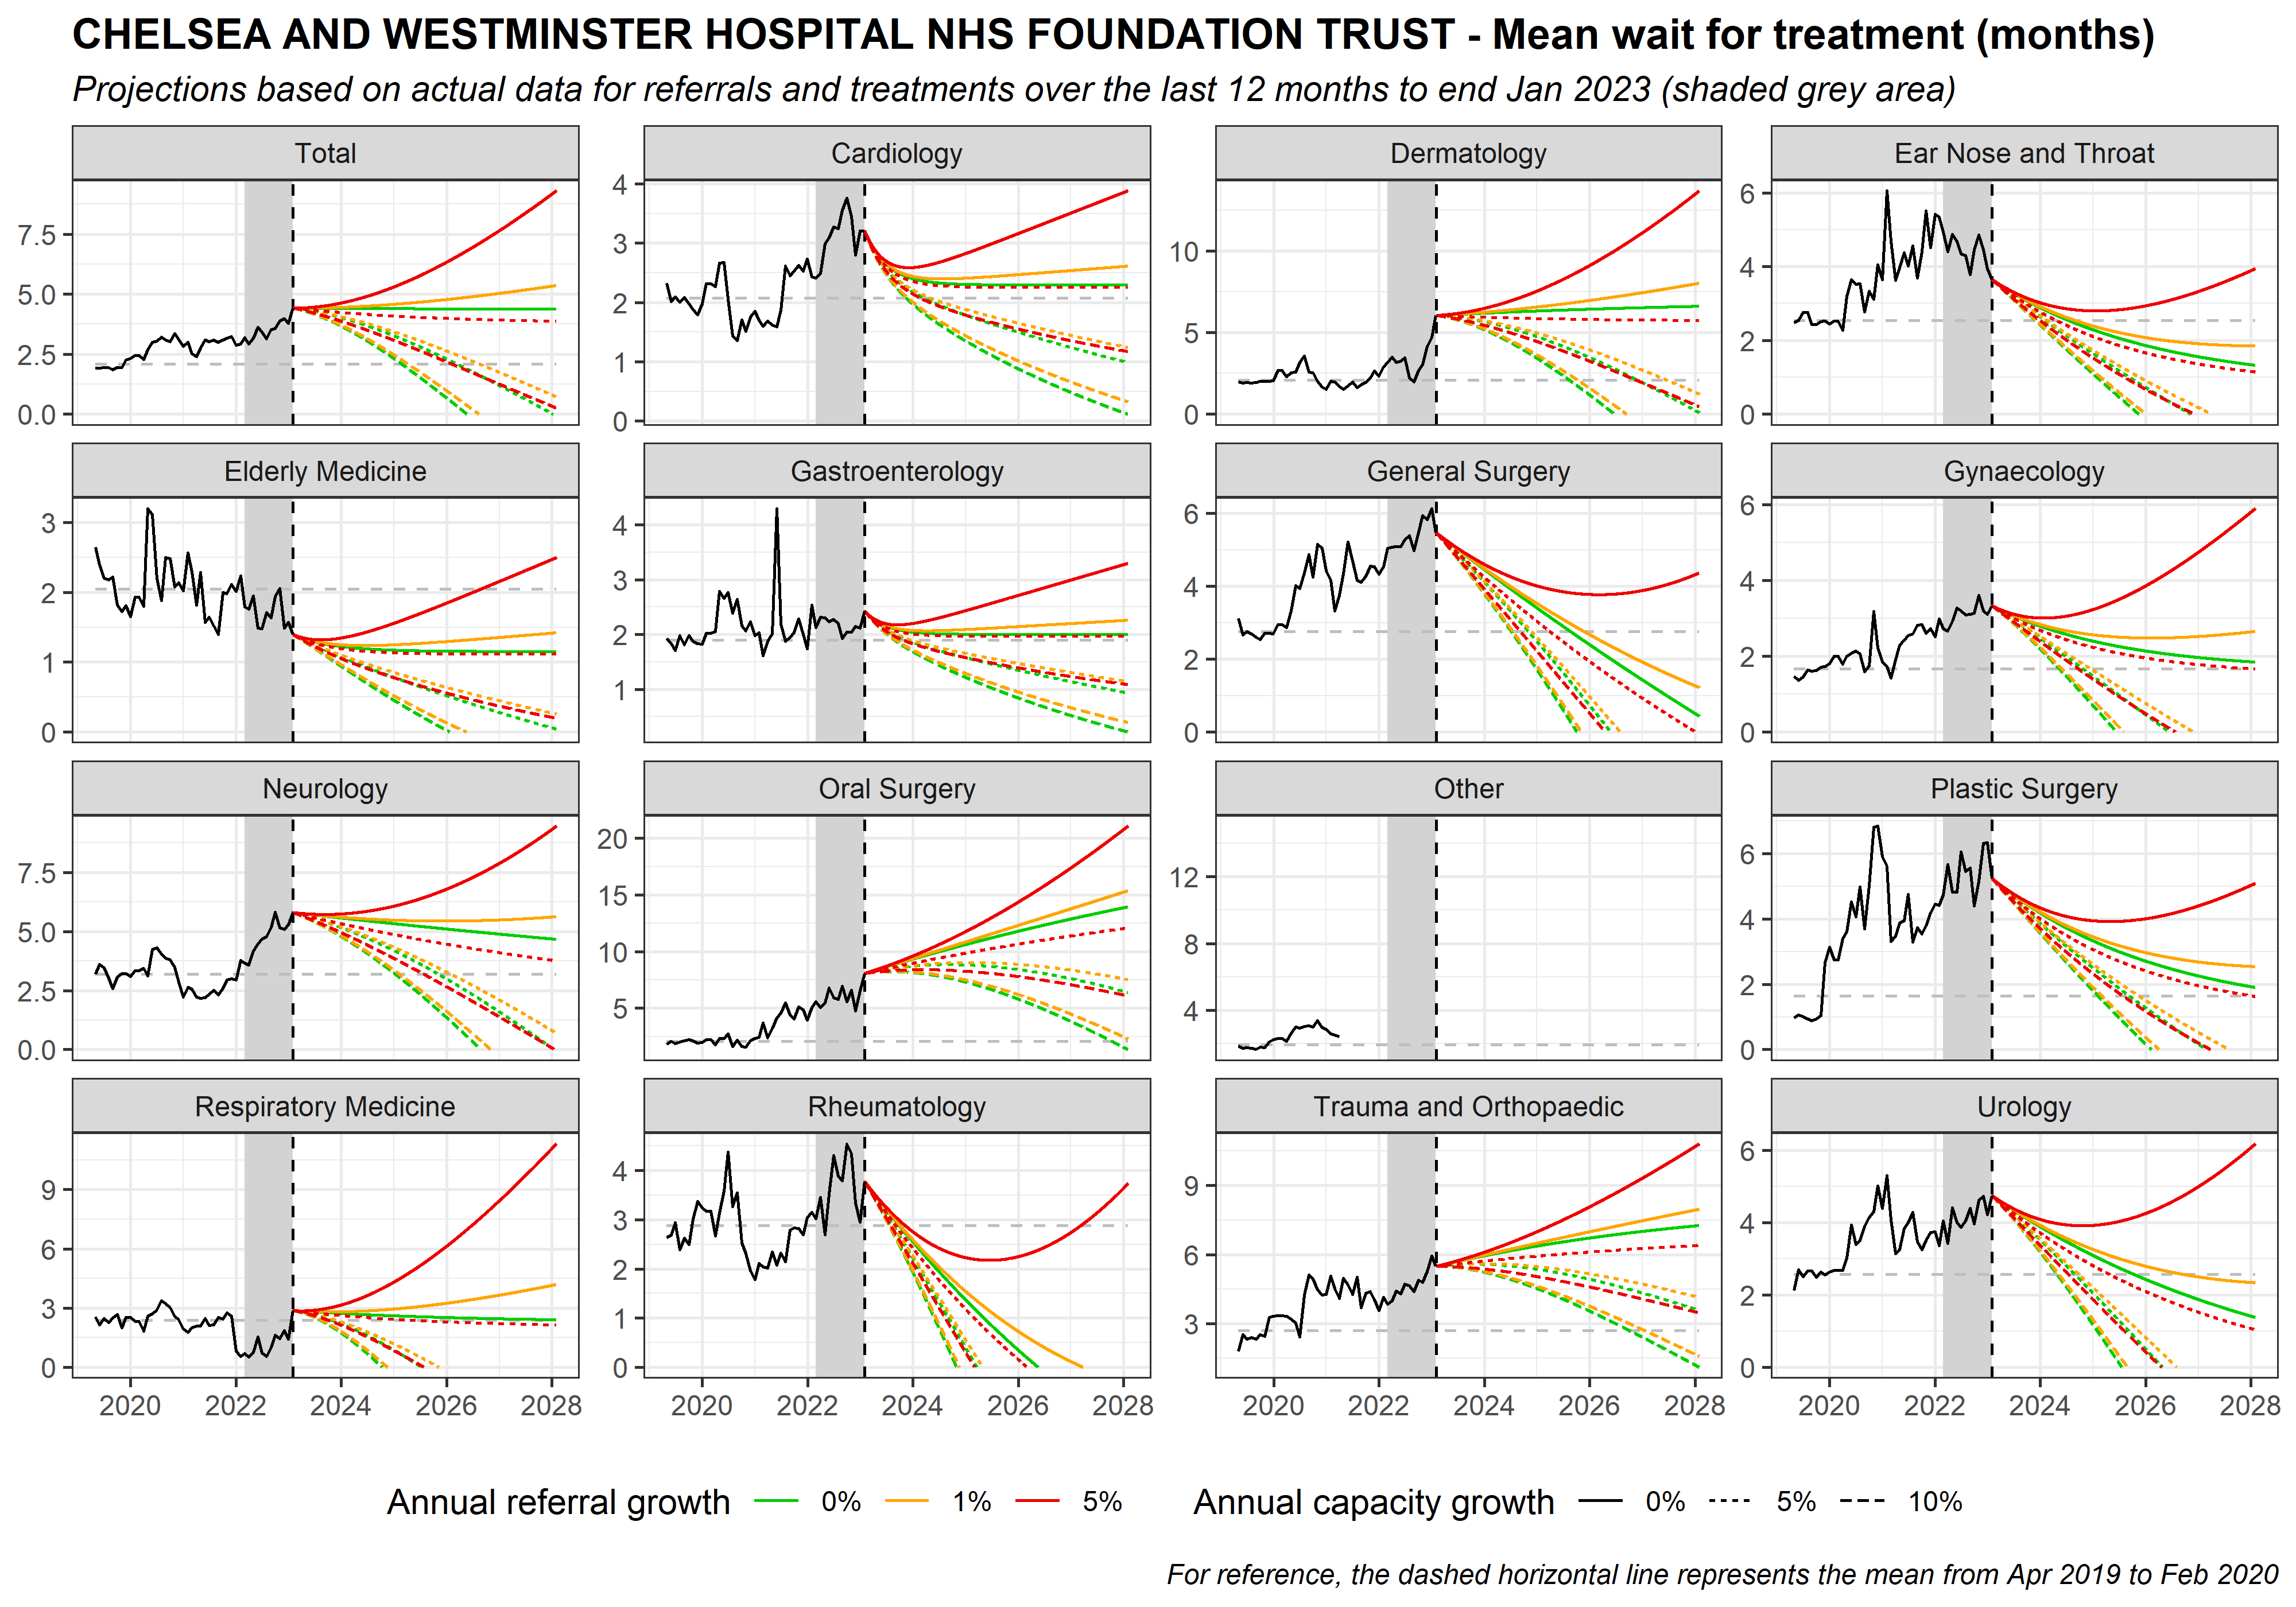 CHELSEA AND WESTMINSTER HOSPITAL NHS FOUNDATION TRUST - Mean wait for treatment (months)
Projections based on actual data for referrals and treatments over the last 12 months to end Jan 2023 (shaded grey area)
Total
Cardiology
Dermatology
Ear Nose and Throat
7.5
5.0
2.5
0.0
4
3
2
1
0
10
5
0
6
4
2
0
Elderly Medicine
Gastroenterology
General Surgery
Gynaecology
3
2
1
0
4
3
2
1
6
4
2
0
6
4
2
0
Neurology
Oral Surgery
Other
Plastic Surgery
7.5
5.0
2.5
0.0
20
15
10
5
12
8
4
6
4
2
0
Respiratory Medicine
Rheumatology
Trauma and Orthopaedic
Urology
9
6
3
0
4
3
2
1
0
9
6
3
6
4
2
0
2020 2022 2024 2026 2028
2020 2022 2024 2026 2028
2020 2022 2024 2026 2028
2020 2022 2024 2026 2028
Annual referral growth 0% 1% 5%
Annual capacity growth 0% 5% 10%
For reference, the dashed horizontal line represents the mean from Apr 2019 to Feb 2020